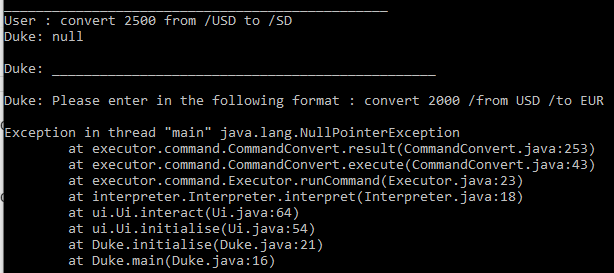 ________________________________________________
User : convert 2500 from /USD to /SD
Duke: null
Duke: ________________________________________________
Duke: Please enter in the following format : convert 2000 /from USD /to EUR
Exception in thread "main" java.lang.NullPointerException
at executor.command.CommandConvert.result(CommandConvert.java:253)
at executor.command.CommandConvert.execute(CommandConvert.java:43)
at executor.command.Executor.runCommand(Executor.java:23)
at interpreter.Interpreter.interpret(Interpreter.java:18)
at ui.Ui.interact(Ui.java:64)
at ui.Ui.initialise(Ui.java:54)
at Duke.initialise(Duke.java:21)
at Duke.main(Duke.java:16)